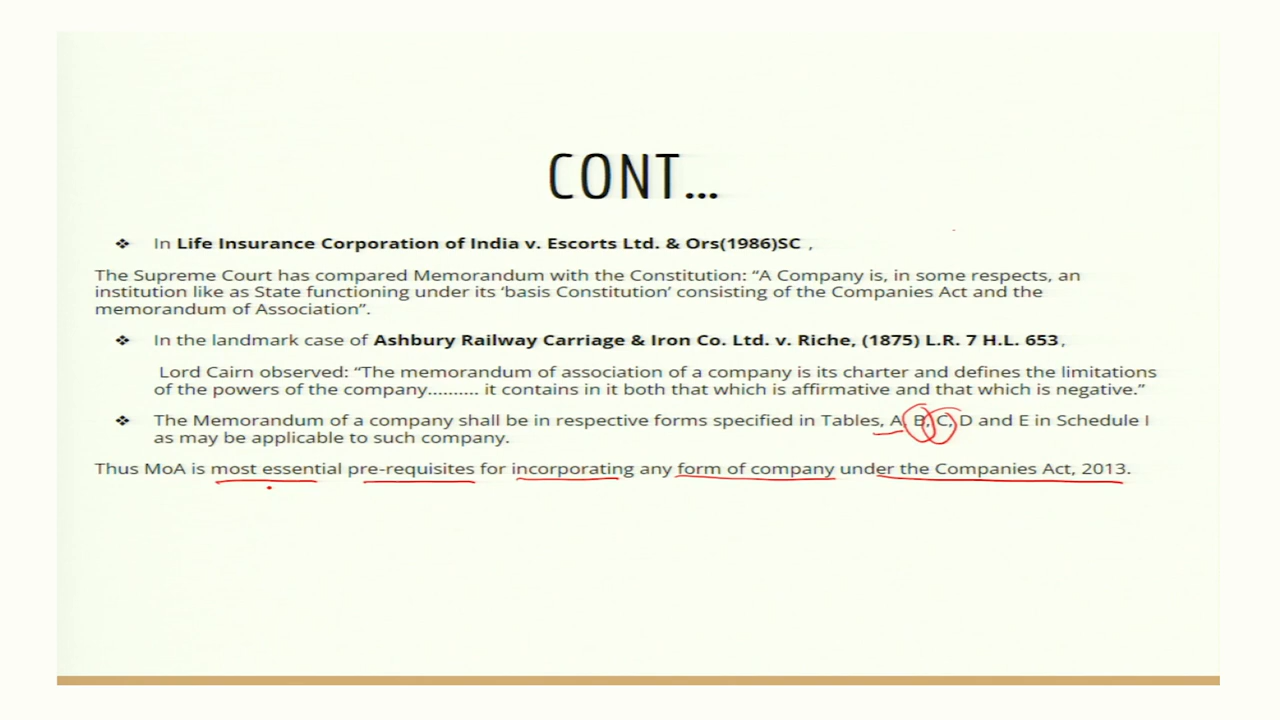 CONT...
❖ In Life Insurance Corporation of India v. Escorts Ltd. & Ors(1986)SC ,
The Supreme Court has compared Memorandum with the Constitution: “A Company is, in some respects, an
institution like as State functioning under its ‘basis Constitution’ consisting of the Companies Act and the
memorandum of Association”.
❖ In the landmark case of Ashbury Railway Carriage & Iron Co. Ltd. v. Riche, (1875) L.R. 7 H.L. 653,
Lord Cairn observed: “The memorandum of association of a company is its charter and defines the limitations
of the powers of the company.......... it contains in it both that which is affirmative and that which is negative.”
❖ The Memorandum of a company shall be in respective forms specified in Tables, A, B, C, D and E in Schedule I
as may be applicable to such company.
Thus MoA is most essential pre-requisites for incorporating any form of company under the Companies Act, 2013.